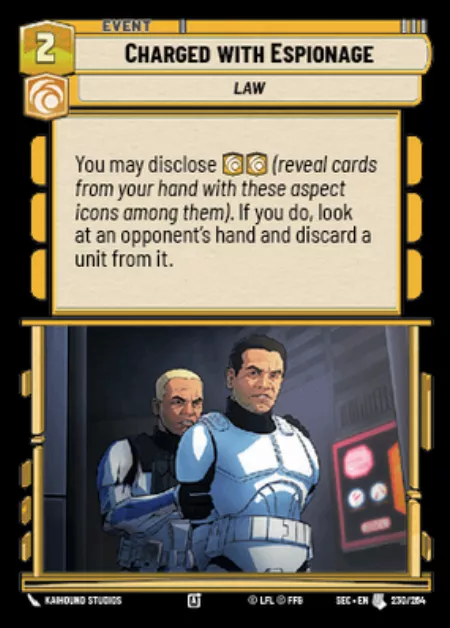 EVENT
2
CHARGED WITH ESPIONAGE
LAW
You may disclose (reveal cards
from your hand with these aspect
icons among them). If you do, look
at an opponent's hand and discard a
unit from it.
KAIHOUND STUDIOS
A
© LFL © FFG
SEC • EN
230/264